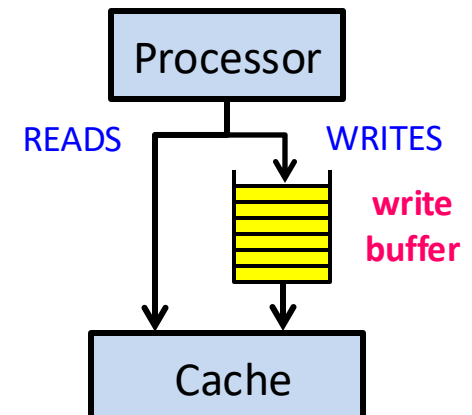 Processor
READS
WRITES
write
buffer
Cache